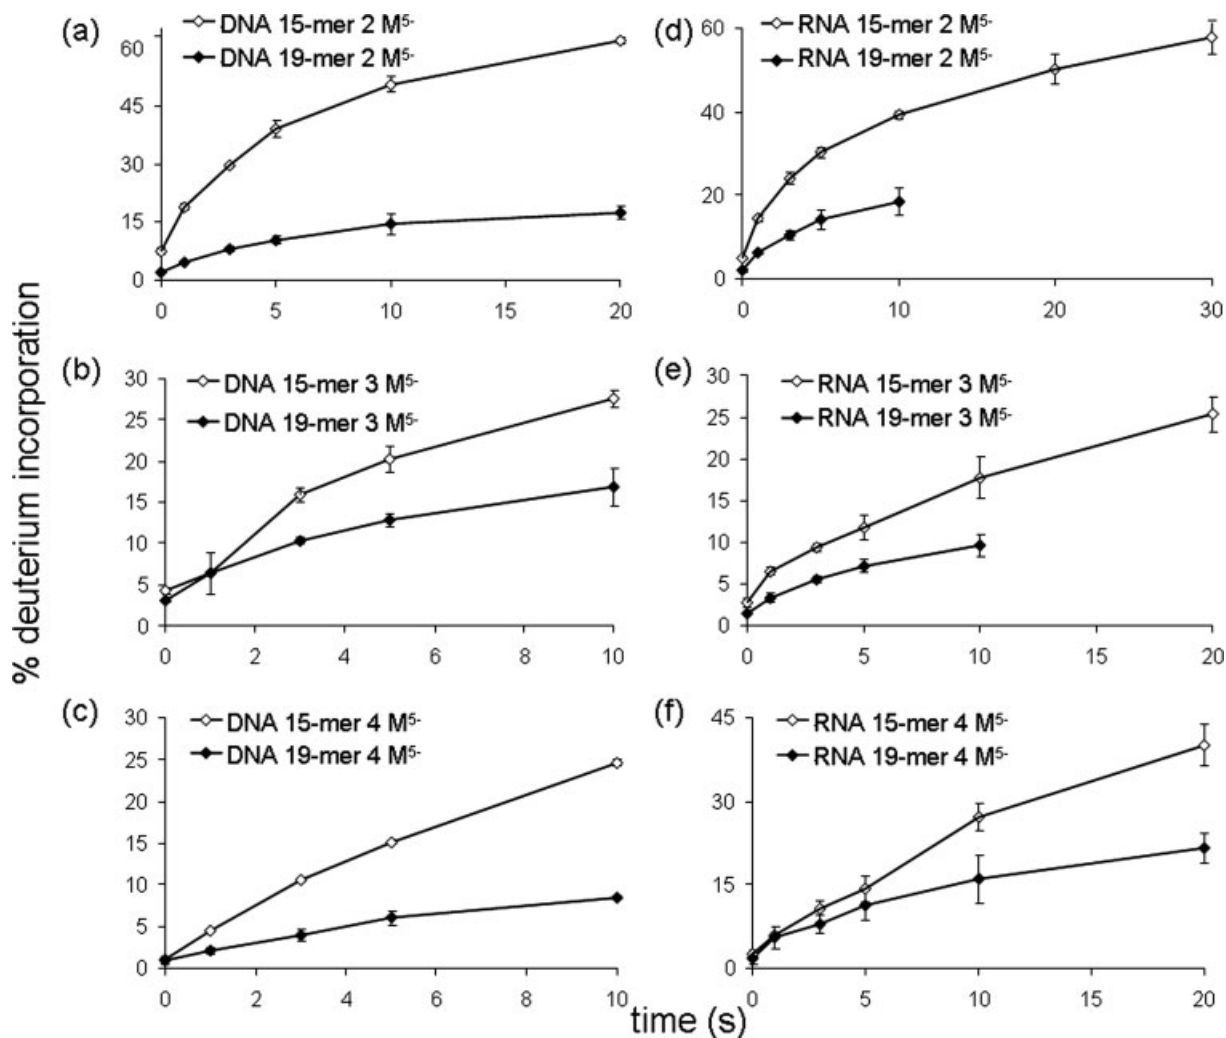 (a)
DNA 15-mer 2 M⁵⁻
DNA 19-mer 2 M⁵⁻
60
45
30
15
0
0 5 10 15 20
(d)
RNA 15-mer 2 M⁵⁻
RNA 19-mer 2 M⁵⁻
60
40
20
0
0 10 20 30
(b)
DNA 15-mer 3 M⁵⁻
DNA 19-mer 3 M⁵⁻
30
25
20
15
10
5
0
0 2 4 6 8 10
(e)
RNA 15-mer 3 M⁵⁻
RNA 19-mer 3 M⁵⁻
30
25
20
15
10
5
0
0 5 10 15 20
(c)
DNA 15-mer 4 M⁵⁻
DNA 19-mer 4 M⁵⁻
30
25
20
15
10
5
0
0 2 4 6 8 10
(f)
RNA 15-mer 4 M⁵⁻
RNA 19-mer 4 M⁵⁻
45
30
15
0
0 5 10 15 20
% deuterium incorporation
time (s)